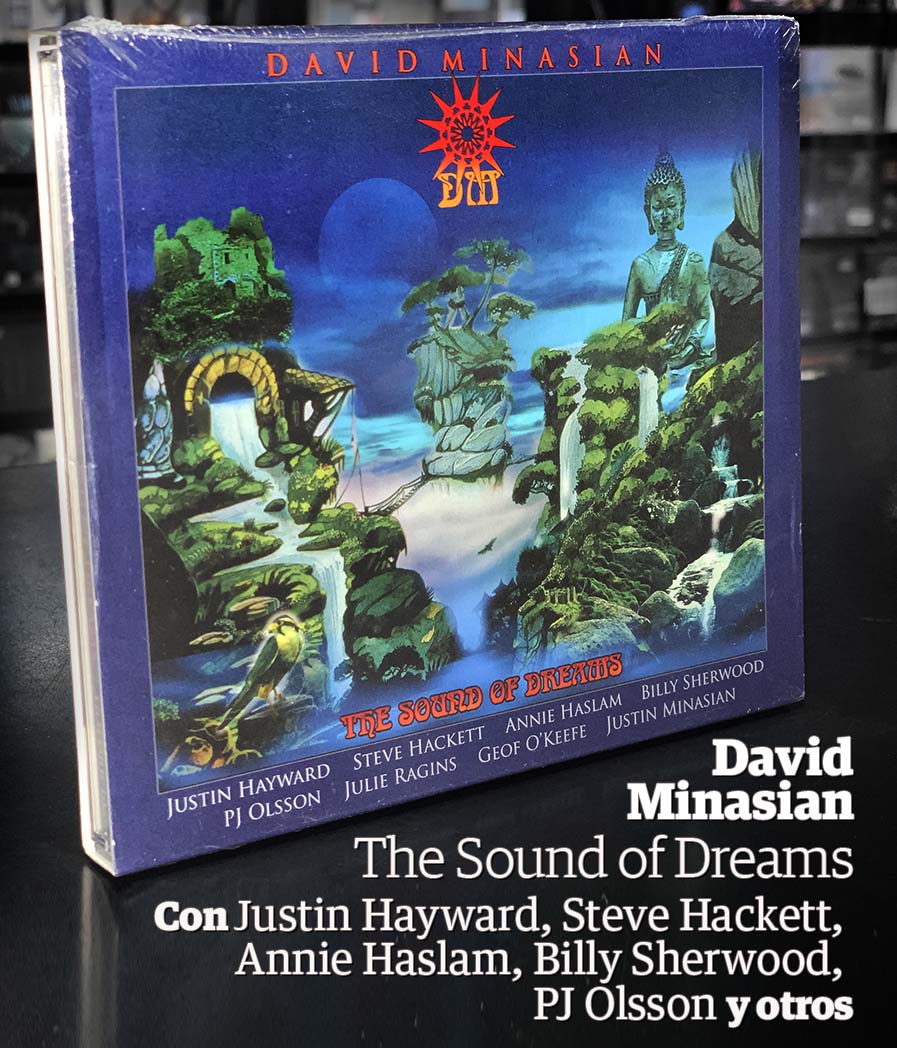 DAVID MINASIAN
DM
THE SOUND OF DREAMS
JUSTIN HAYWARD STEVE HACKETT ANNIE HASLAM BILLY SHERWOOD
PJ OLSSON JULIE RAGINS GEOF O'KEEFE JUSTIN MINASIAN
David
Minasian
The Sound of Dreams
Con Justin Hayward, Steve Hackett,
Annie Haslam, Billy Sherwood,
PJ Olsson y otros